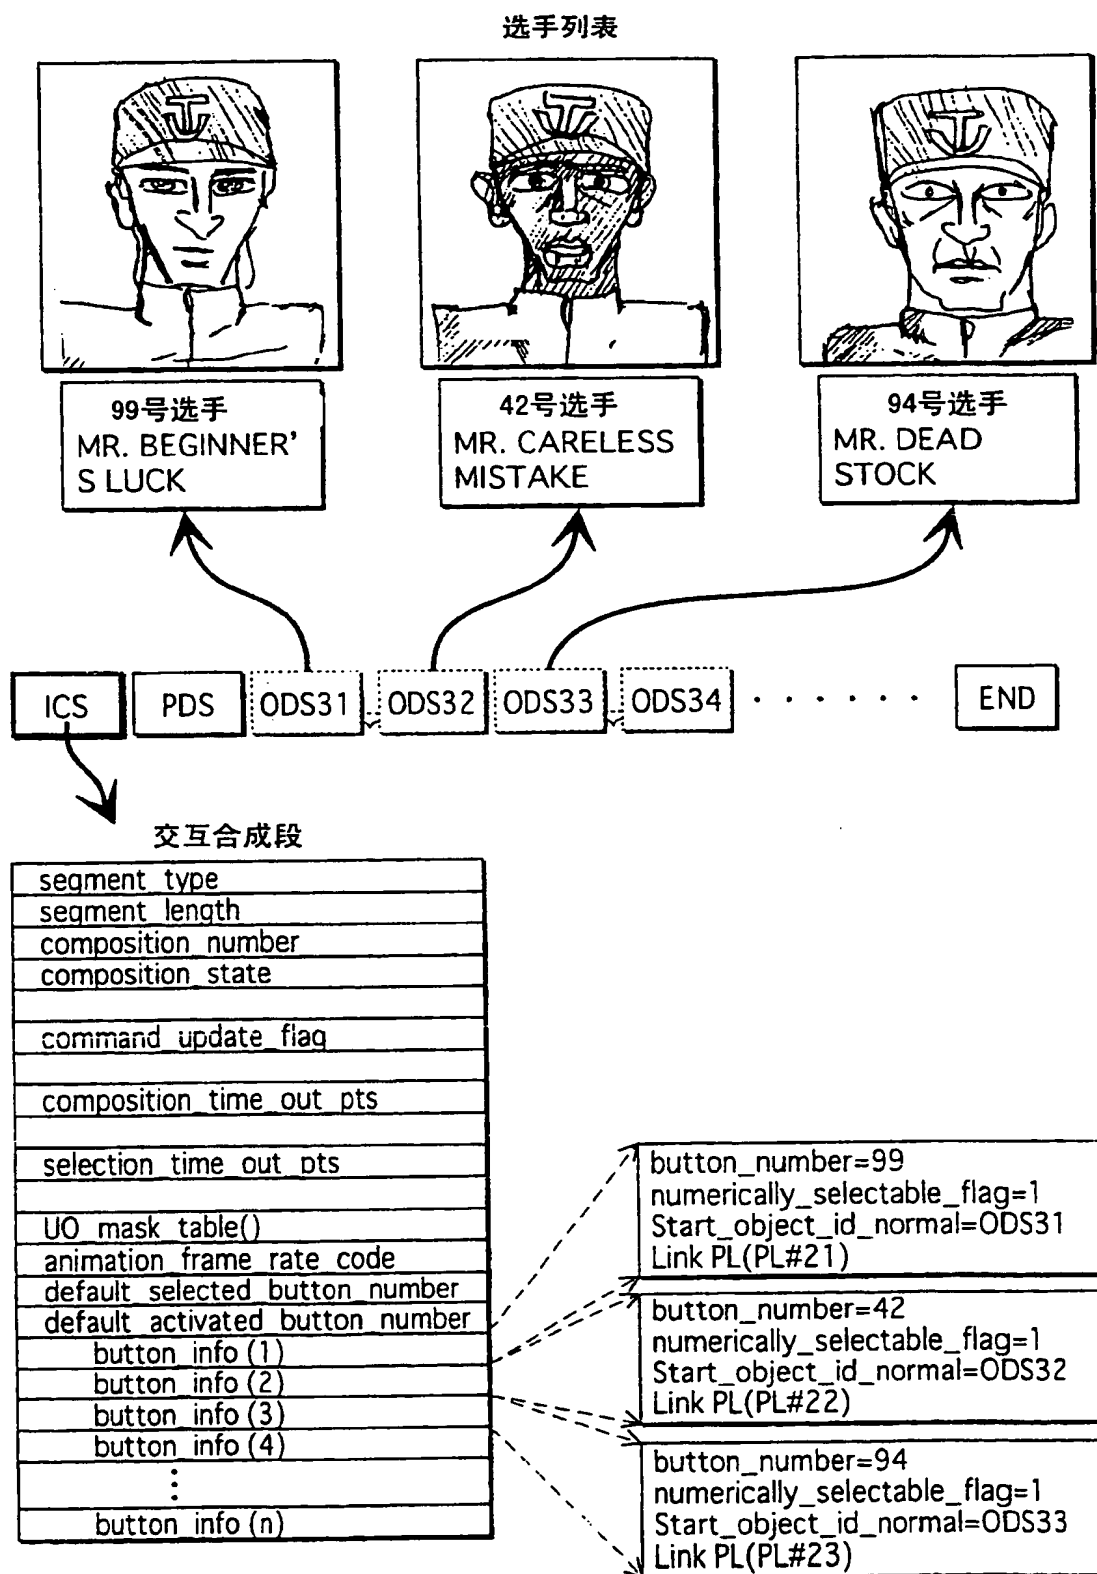 选手列表
99号选手
MR. BEGINNER'
S LUCK
42号选手
MR. CARELESS
MISTAKE
94号选手
MR. DEAD
STOCK
ICS
PDS
ODS31
ODS32
ODS33
ODS34
· · · · · · ·
END
交互合成段
segment_type
segment_length
composition_number
composition_state
command_update_flag
composition_time_out_pts
selection_time_out_pts
UO_mask_table()
animation_frame_rate_code
default_selected_button_number
default_activated_button_number
button_info (1)
button_info (2)
button_info (3)
button_info (4)
⋮
button_info (n)
button_number=99
numerically_selectable_flag=1
Start_object_id_normal=ODS31
Link PL(PL#21)
button_number=42
numerically_selectable_flag=1
Start_object_id_normal=ODS32
Link PL(PL#22)
button_number=94
numerically_selectable_flag=1
Start_object_id_normal=ODS33
Link PL(PL#23)